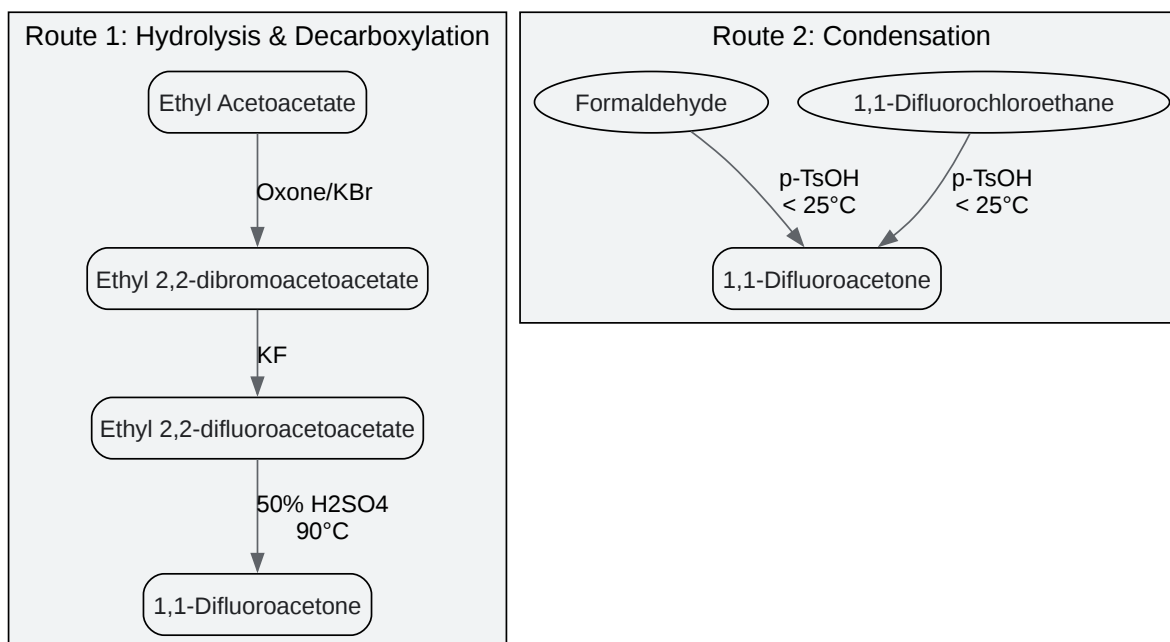 Route 1: Hydrolysis & Decarboxylation
Ethyl Acetoacetate
Oxone/KBr
Ethyl 2,2-dibromoacetoacetate
KF
Ethyl 2,2-difluoroacetoacetate
50% H2SO4
90°C
1,1-Difluoroacetone
Route 2: Condensation
Formaldehyde
1,1-Difluorochloroethane
p-TsOH
< 25°C
p-TsOH
< 25°C
1,1-Difluoroacetone